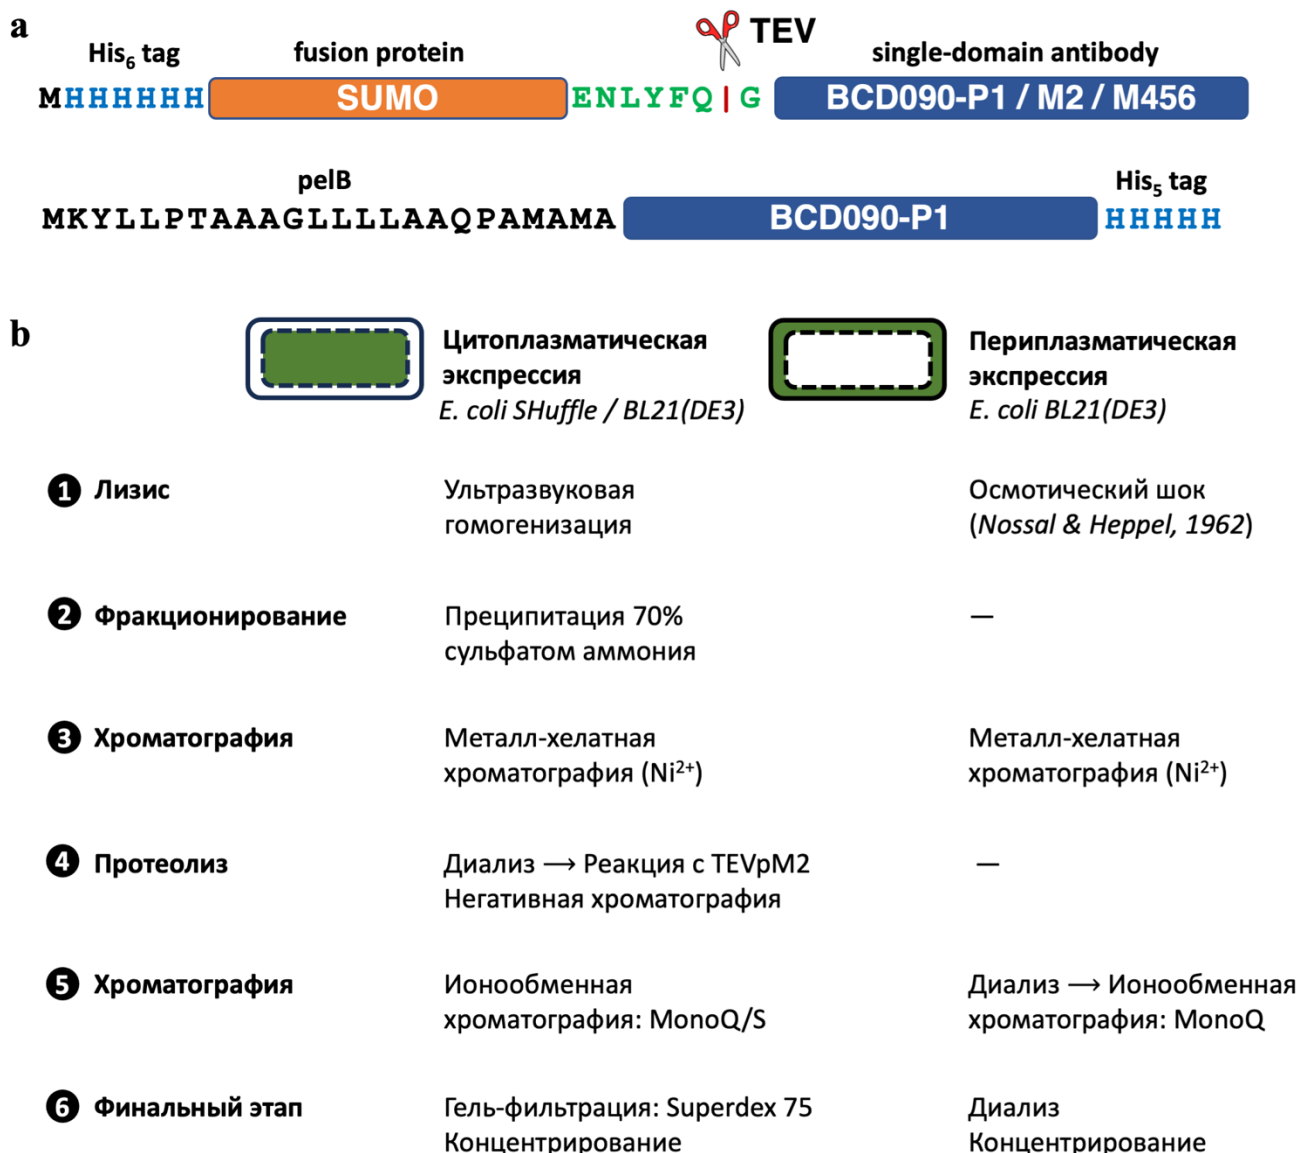 a
TEV
His6 tag fusion protein single-domain antibody
MHHHHHH SUMO ENLYFQ|G BCD090-P1 / M2 / M456
pelB His5 tag
MKYLLPTAAAGLLLLAAQPAMAMA BCD090-P1 HHHHH
b
Цитоплазматическая
экспрессия
E. coli SHuffle / BL21(DE3)
Периплазматическая
экспрессия
E. coli BL21(DE3)
1 Лизис
Ультразвуковая
гомогенизация
Осмотический шок
(Nossal & Heppel, 1962)
2 Фракционирование
Преципитация 70%
сульфатом аммония
—
3 Хроматография
Металл-хелатная
хроматография (Ni2+)
Металл-хелатная
хроматография (Ni2+)
4 Протеолиз
Диализ → Реакция с TEVpM2
Негативная хроматография
—
5 Хроматография
Ионообменная
хроматография: MonoQ/S
Диализ → Ионообменная
хроматография: MonoQ
6 Финальный этап
Гель-фильтрация: Superdex 75
Концентрирование
Диализ
Концентрирование